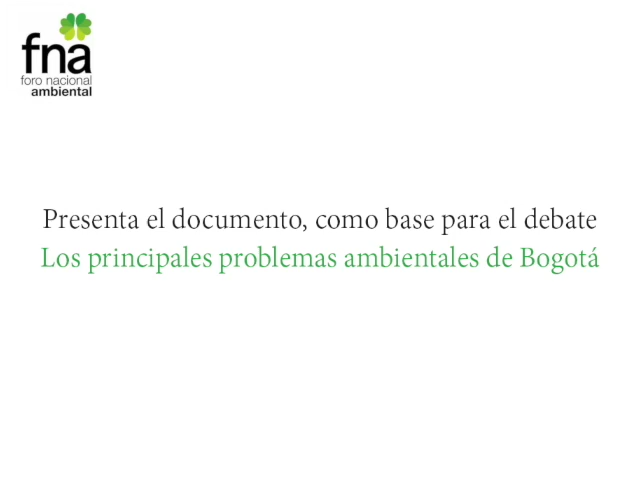 fna
foro nacional
ambiental
Presenta el documento, como base para el debate
Los principales problemas ambientales de Bogotá